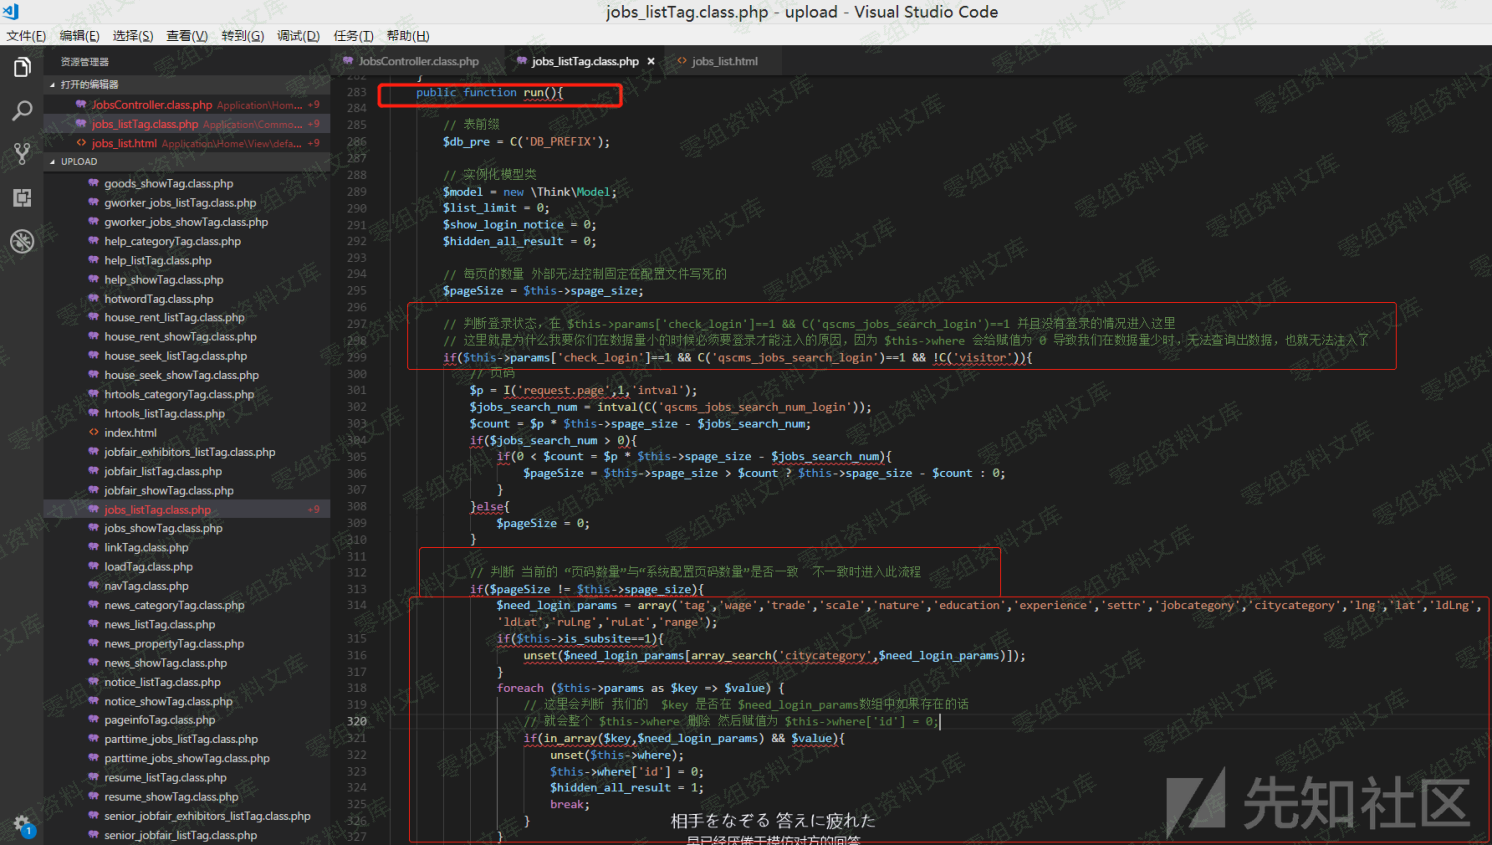 jobs_listTag.class.php - upload - Visual Studio Code
文件(F) 编辑(E) 选择(S) 查看(V) 转到(G) 调试(D) 任务(T) 帮助(H)
资源管理器
打开的编辑器
JobsController.class.php Application\Hom... +9
jobs_listTag.class.php Application\Commo... +9
jobs_list.html Application\Home\View\defa... +9
UPLOAD
goods_showTag.class.php
gworker_jobs_listTag.class.php
gworker_jobs_showTag.class.php
help_categoryTag.class.php
help_listTag.class.php
help_showTag.class.php
hotwordTag.class.php
house_rent_listTag.class.php
house_rent_showTag.class.php
house_seek_listTag.class.php
house_seek_showTag.class.php
hrtools_categoryTag.class.php
hrtools_listTag.class.php
index.html
jobfair_exhibitors_listTag.class.php
jobfair_listTag.class.php
jobfair_showTag.class.php
jobs_listTag.class.php +9
jobs_showTag.class.php
linkTag.class.php
loadTag.class.php
navTag.class.php
news_categoryTag.class.php
news_listTag.class.php
news_propertyTag.class.php
news_showTag.class.php
notice_listTag.class.php
notice_showTag.class.php
pageinfoTag.class.php
parttime_jobs_listTag.class.php
parttime_jobs_showTag.class.php
resume_listTag.class.php
resume_showTag.class.php
senior_jobfair_exhibitors_listTag.class.php
senior_jobfair_listTag.class.php
1
JobsController.class.php jobs_listTag.class.php × jobs_list.html
282 }
283 public function run(){
284
285 // 表前缀
286 $db_pre = C('DB_PREFIX');
287
288 // 实例化模型类
289 $model = new \Think\Model;
290 $list_limit = 0;
291 $show_login_notice = 0;
292 $hidden_all_result = 0;
293
294 // 每页的数量 外部无法控制固定在配置文件写死的
295 $pageSize = $this->spage_size;
296
297 // 判断登录状态，在 $this->params['check_login']==1 && C('qscms_jobs_search_login')==1 并且没有登录的情况进入这里
298 // 这里就是为什么我要你们在数据量小的时候必须要登录才能注入的原因，因为 $this->where 会给赋值为 0 导致我们在数据量少时，无法查询出数据，也就无法注入了
299 if($this->params['check_login']==1 && C('qscms_jobs_search_login')==1 && !C('visitor')){
300 // 页码
301 $p = I('request.page',1,'intval');
302 $jobs_search_num = intval(C('qscms_jobs_search_num_login'));
303 $count = $p * $this->spage_size - $jobs_search_num;
304 if($jobs_search_num > 0){
305 if(0 < $count = $p * $this->spage_size - $jobs_search_num){
306 $pageSize = $this->spage_size > $count ? $this->spage_size - $count : 0;
307 }
308 }else{
309 $pageSize = 0;
310 }
311
312 // 判断 当前的 “页码数量”与“系统配置页码数量”是否一致 不一致时进入此流程
313 if($pageSize != $this->spage_size){
314 $need_login_params = array('tag','wage','trade','scale','nature','education','experience','settr','jobcategory','citycategory','lng','lat','ldLng',
'ldLat','ruLng','ruLat','range');
315 if($this->is_subsite==1){
316 unset($need_login_params[array_search('citycategory',$need_login_params)]);
317 }
318 foreach ($this->params as $key => $value) {
319 // 这里会判断 我们的 $key 是否在 $need_login_params数组中如果存在的话
320 // 就会整个 $this->where 删除 然后赋值为 $this->where['id'] = 0;
321 if(in_array($key,$need_login_params) && $value){
322 unset($this->where);
323 $this->where['id'] = 0;
324 $hidden_all_result = 1;
325 break;
326 }
327 }
相手をなぞる 答えに疲れた
早已经厌倦于模仿对方的回答
先知社区
零组资料文库